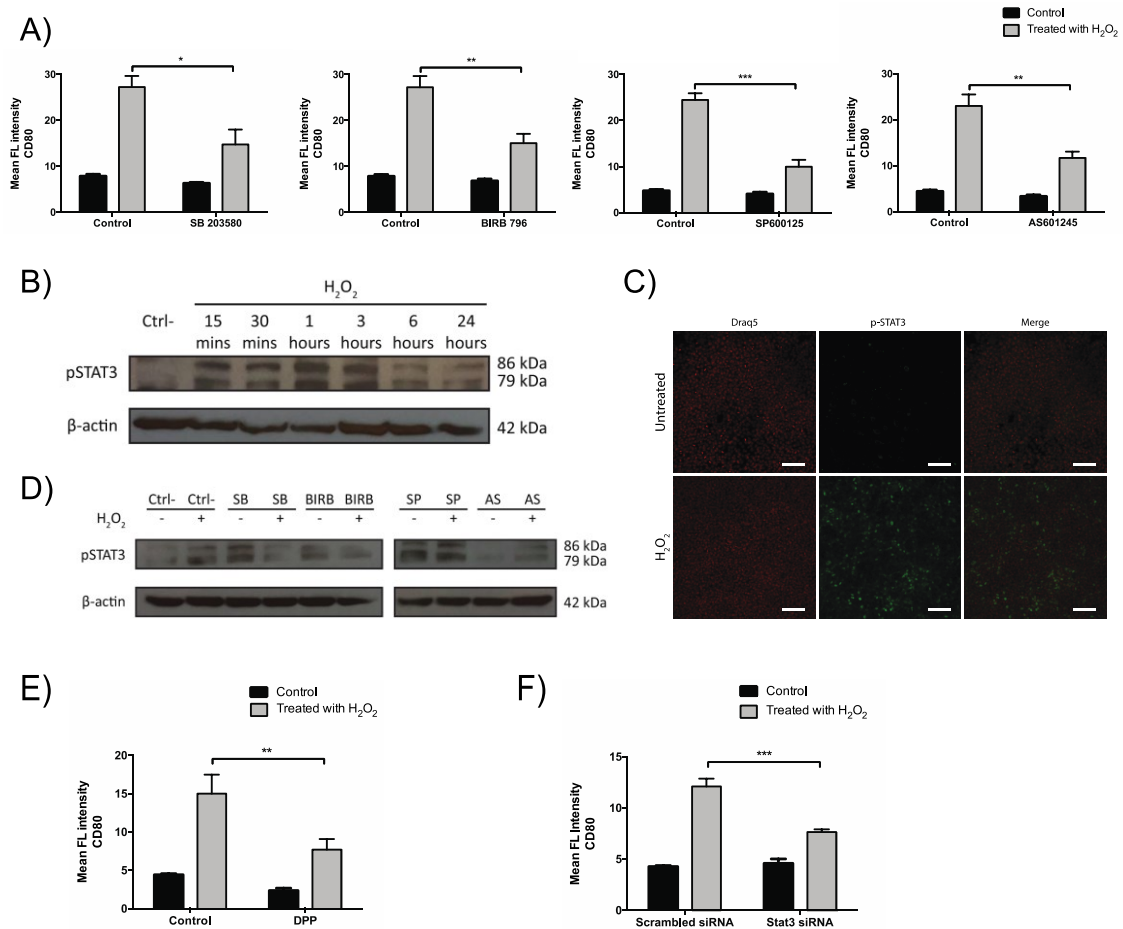 Control
Treated with H2O2
A)
* ** *** **
30 30 30 30
20 20 20 20
10 10 10 10
0 0 0 0
Mean FL intensity CD80
Mean FL intensity CD80
Mean FL intensity CD80
Mean FL intensity CD80
Control SB 203580
Control BIRB 796
Control SP600125
Control AS601245
B)
H2O2
Ctrl- 15 30 1 3 6 24
mins mins hours hours hours hours
pSTAT3
86 kDa
79 kDa
β-actin
42 kDa
C)
Draq5 p-STAT3 Merge
Untreated
H2O2
D)
Ctrl- Ctrl- SB SB BIRB BIRB SP SP AS AS
H2O2 - + - + - + - + - +
pSTAT3
86 kDa
79 kDa
β-actin
42 kDa
E)
Control
Treated with H2O2
**
20
15
10
5
0
Mean FL intensity
CD80
Control DPP
F)
Control
Treated with H2O2
***
15
10
5
0
Mean FL Intensity
CD80
Scrambled siRNA Stat3 siRNA